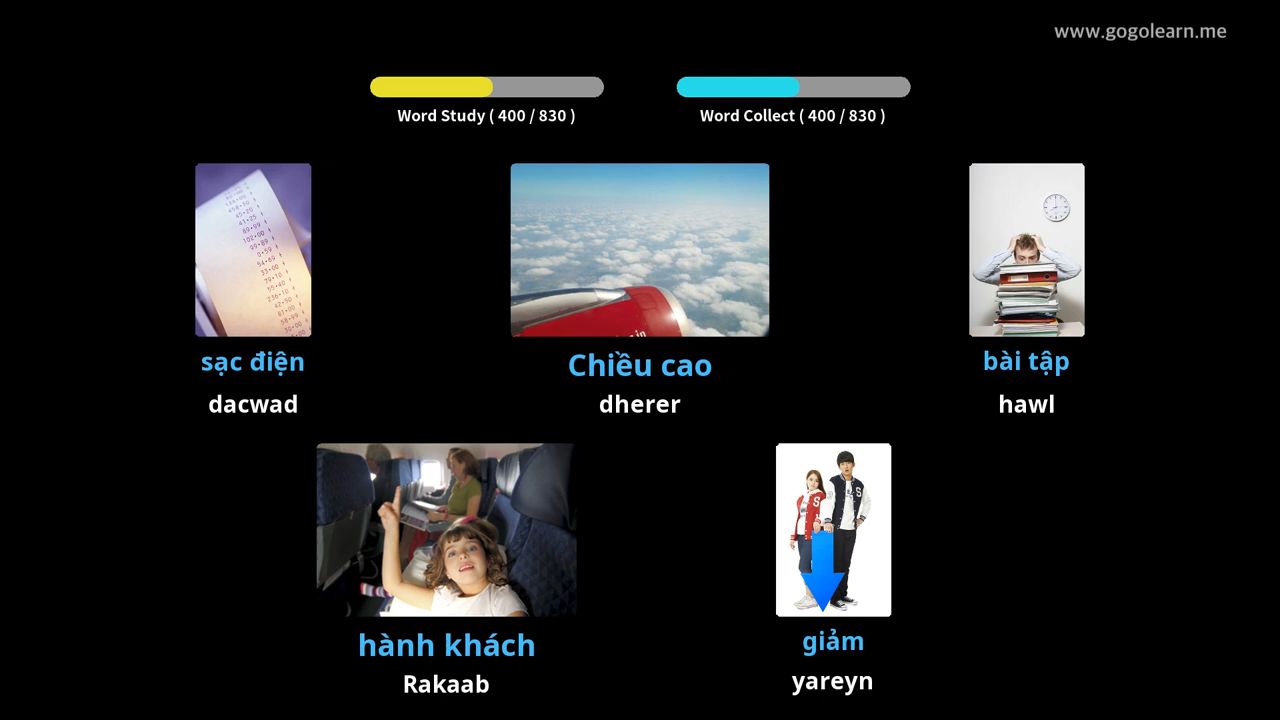 www.gogolearn.me
Word Study ( 400 / 830 )
Word Collect ( 400 / 830 )
sạc điện
dacwad
Chiều cao
dherer
bài tập
hawl
hành khách
Rakaab
giảm
yareyn